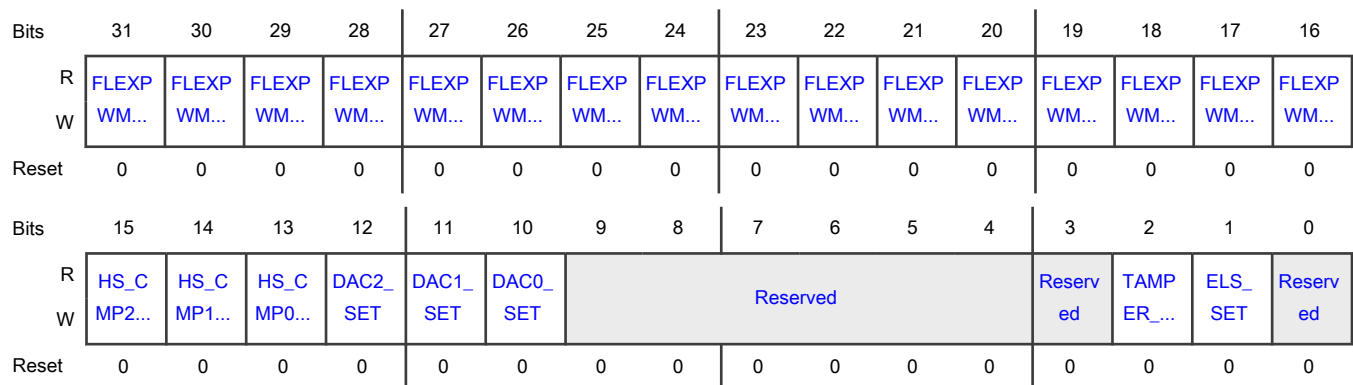 Bits 31 30 29 28 27 26 25 24 23 22 21 20 19 18 17 16
R FLEXP FLEXP FLEXP FLEXP FLEXP FLEXP FLEXP FLEXP FLEXP FLEXP FLEXP FLEXP FLEXP FLEXP FLEXP FLEXP
W WM... WM... WM... WM... WM... WM... WM... WM... WM... WM... WM... WM... WM... WM... WM... WM...
Reset 0 0 0 0 0 0 0 0 0 0 0 0 0 0 0 0
Bits 15 14 13 12 11 10 9 8 7 6 5 4 3 2 1 0
R HS_C HS_C HS_C DAC2_ DAC1_ DAC0_ Reserved Reserv TAMP ELS_ Reserv
W MP2... MP1... MP0... SET SET SET ed ER_... SET ed
Reset 0 0 0 0 0 0 0 0 0 0 0 0 0 0 0 0